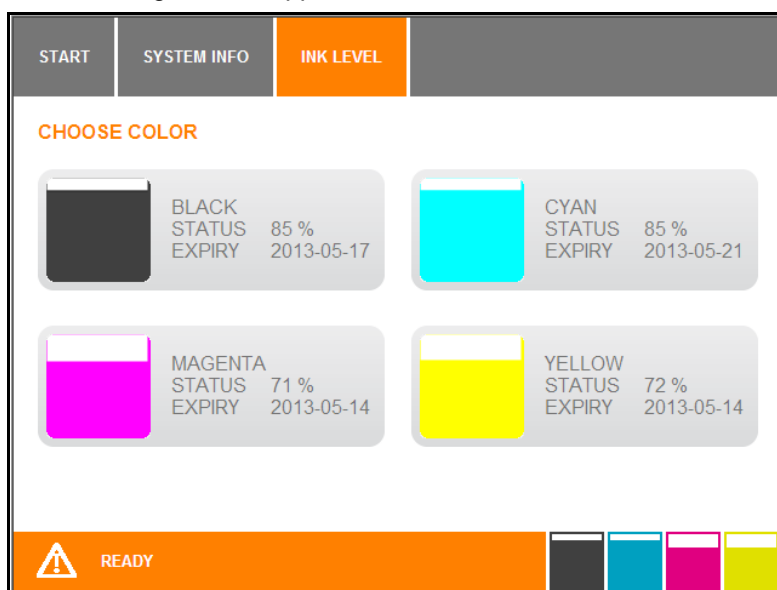 START SYSTEM INFO INK LEVEL
CHOOSE COLOR
BLACK
STATUS 85 %
EXPIRY 2013-05-17
CYAN
STATUS 85 %
EXPIRY 2013-05-21
MAGENTA
STATUS 71 %
EXPIRY 2013-05-14
YELLOW
STATUS 72 %
EXPIRY 2013-05-14
READY